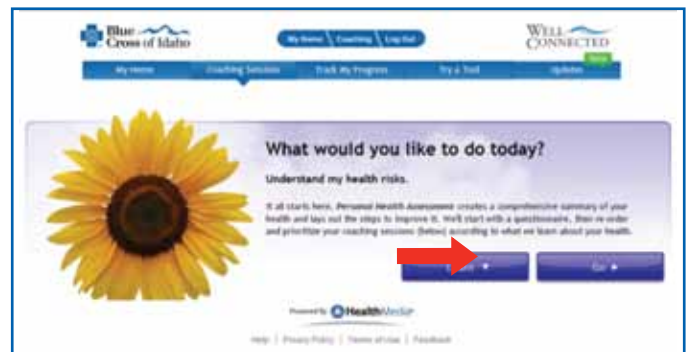 Blue
Cross of Idaho
My Home \ Coaching \ Log Out
WELL
CONNECTED
My Home
Coaching Sessions
Track My Progress
Try a Tool
Updates
What would you like to do today?
Understand my health risks.
It all starts here. Personal Health Assessment creates a comprehensive summary of your
health and lays out the steps to improve it. We'll start with a questionnaire, then re-order
and prioritize your coaching sessions (below) according to what we learn about your health.
Go
Powered By HealthMedia
Help | Privacy Policy | Terms of Use | Feedback